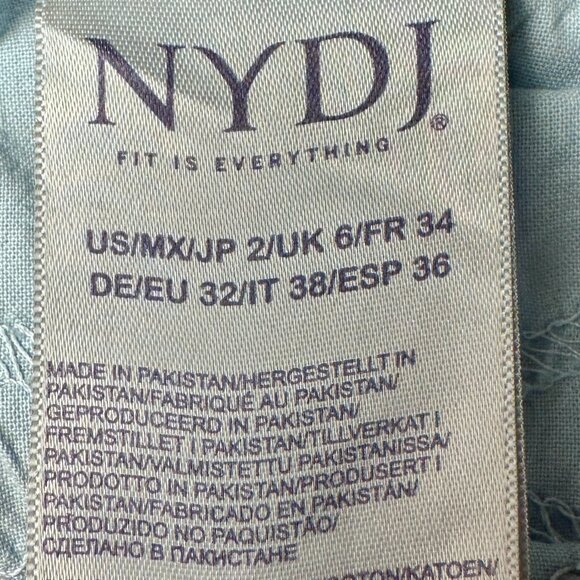 NYDJ®
FIT IS EVERYTHING
US/MX/JP 2/UK 6/FR 34
DE/EU 32/IT 38/ESP 36
MADE IN PAKISTAN/HERGESTELLT IN
PAKISTAN/FABRIQUÉ AU PAKISTAN/
GEPRODUCEERD IN PAKISTAN/
FREMSTILLET I PAKISTAN/TILLVERKAT I
PAKISTAN/VALMISTETTU PAKISTANISSA/
PRODOTTO IN PAKISTAN/PRODUSERT I
PAKISTAN/FABRICADO EN PAKISTÁN/
PRODUZIDO NO PAQUISTÃO/
СДЕЛАНО В ПАКИСТАНЕ
/KATOEN/